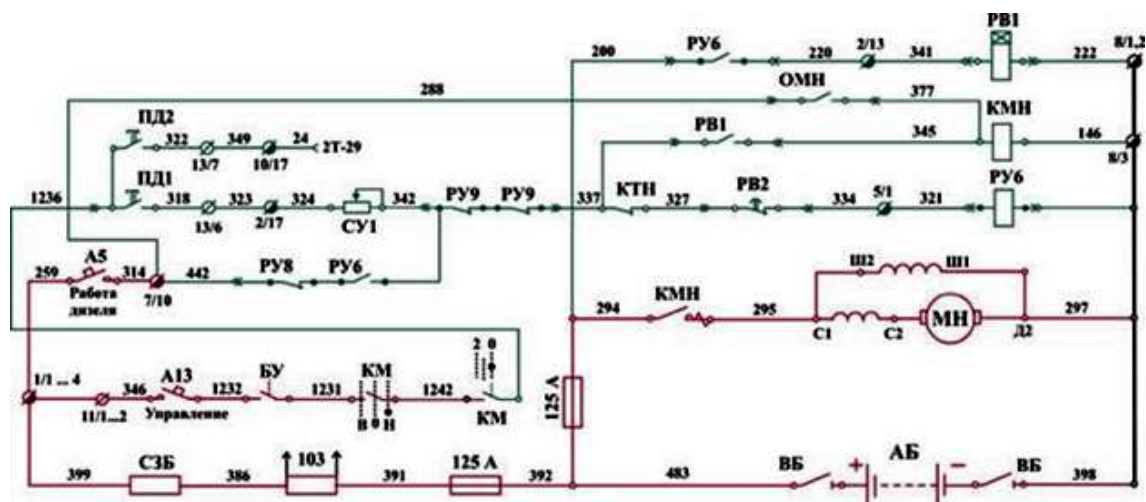 200 РУ6 220 2/13 341 РВ1 222 8/1,2
288 ОМН 377 КМН
ПД2 322 349 24 2Т-29 РВ1 345 146
13/7 10/17 8/3
1236 ПД1 318 323 324 342 РУ9 РУ9 337 КТН 327 РВ2 334 5/1 321 РУ6
13/6 2/17 СУ1
259 А5 314 442 РУ8 РУ6 Ш2 Ш1
Работа 7/10
дизеля
294 КМН 295 С1 С2 МН Д2 297
1/1 ... 4 346 А13 1232 БУ 1231 КМ 1242 2 0 КМ 125 А
11/1...2 Управление В 0 Н
399 СЗБ 386 103 391 125 А 392 483 ВБ + АБ − ВБ 398